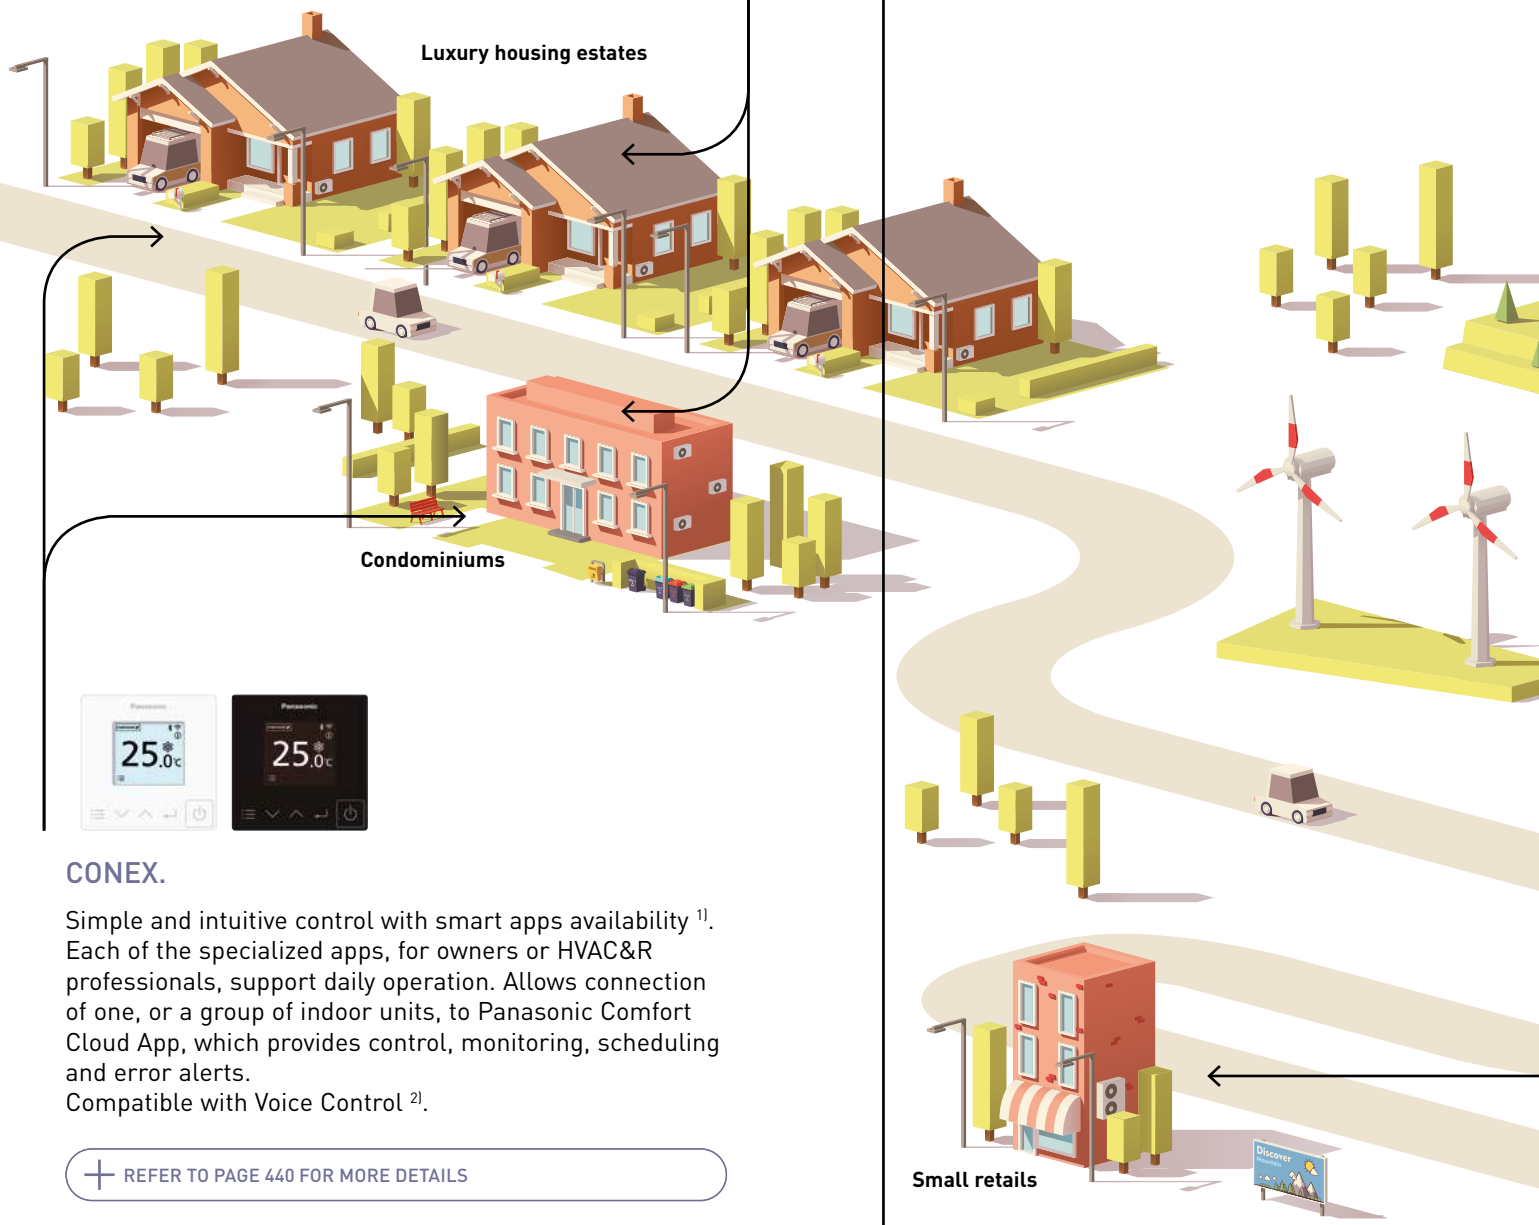 Luxury housing estates
Condominiums
Panasonic
25.0°C
Panasonic
25.0°C
CONEX.
Simple and intuitive control with smart apps availability 1).
Each of the specialized apps, for owners or HVAC&R
professionals, support daily operation. Allows connection
of one, or a group of indoor units, to Panasonic Comfort
Cloud App, which provides control, monitoring, scheduling
and error alerts.
Compatible with Voice Control 2).
REFER TO PAGE 440 FOR MORE DETAILS
Small retails
Discover
Mountain